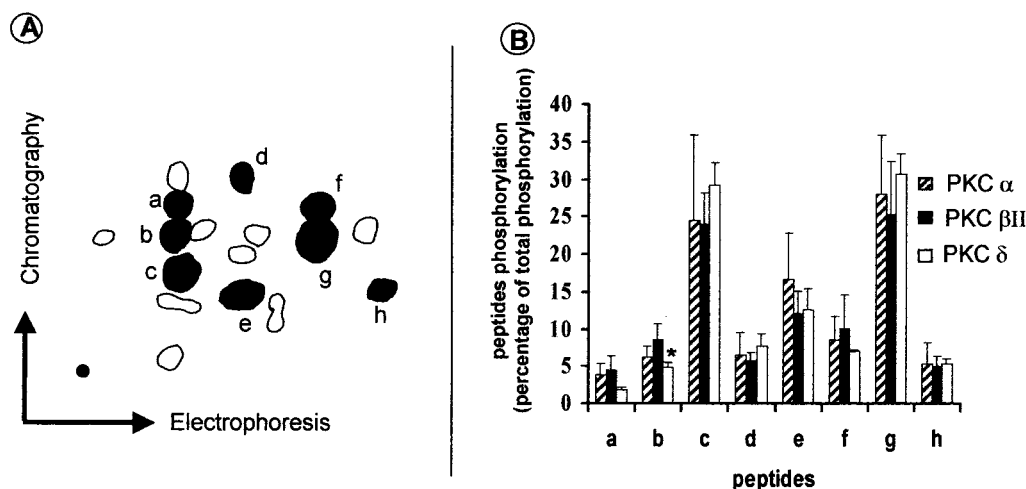 A
Chromatography
Electrophoresis
a
b
c
d
e
f
g
h
B
peptides phosphorylation
(percentage of total phosphorylation)
40
35
30
25
20
15
10
5
0
*
a b c d e f g h
peptides
PKC α
PKC βII
PKC δ